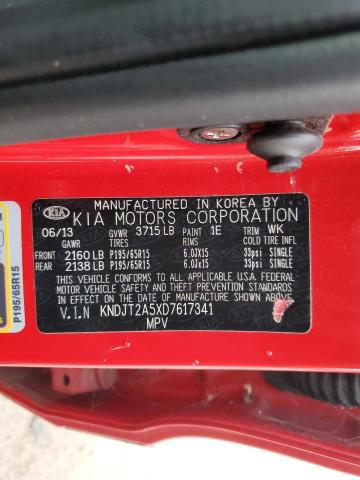 MANUFACTURED IN KOREA BY
KIA KIA MOTORS CORPORATION
06/13 GVWR 3715 LB PAINT 1E TRIM WK
GAWR TIRES RIMS COLD TIRE INFL
FRONT 2160 LB P195/65R15 6.0JX15 33psi SINGLE
REAR 2138 LB P195/65R15 6.0Jx15 33psi SINGLE
THIS VEHICLE CONFORMS TO ALL APPLICABLE U.S.A FEDERAL
MOTOR VEHICLE SAFETY, BUMPER, AND THEFT PREVENTION
STANDARDS IN EFFECT ON THE DATE OF MANUFACTURE SHOWN ABOVE.
V.I.N KNDJT2A5XD7617341
MPV
P195/65R15